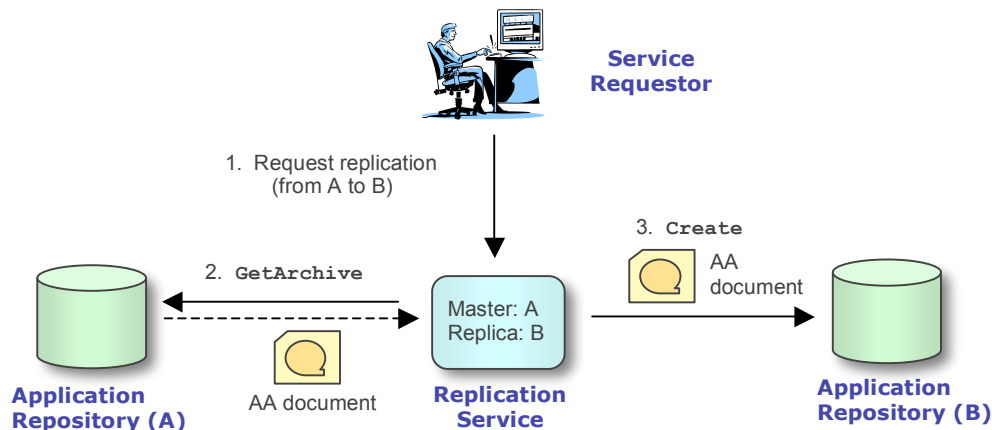 Service
Requestor
1. Request replication
(from A to B)
3. Create
AA
document
2. GetArchive
Master: A
Replica: B
AA document
Application
Repository (A)
Replication
Service
Application
Repository (B)